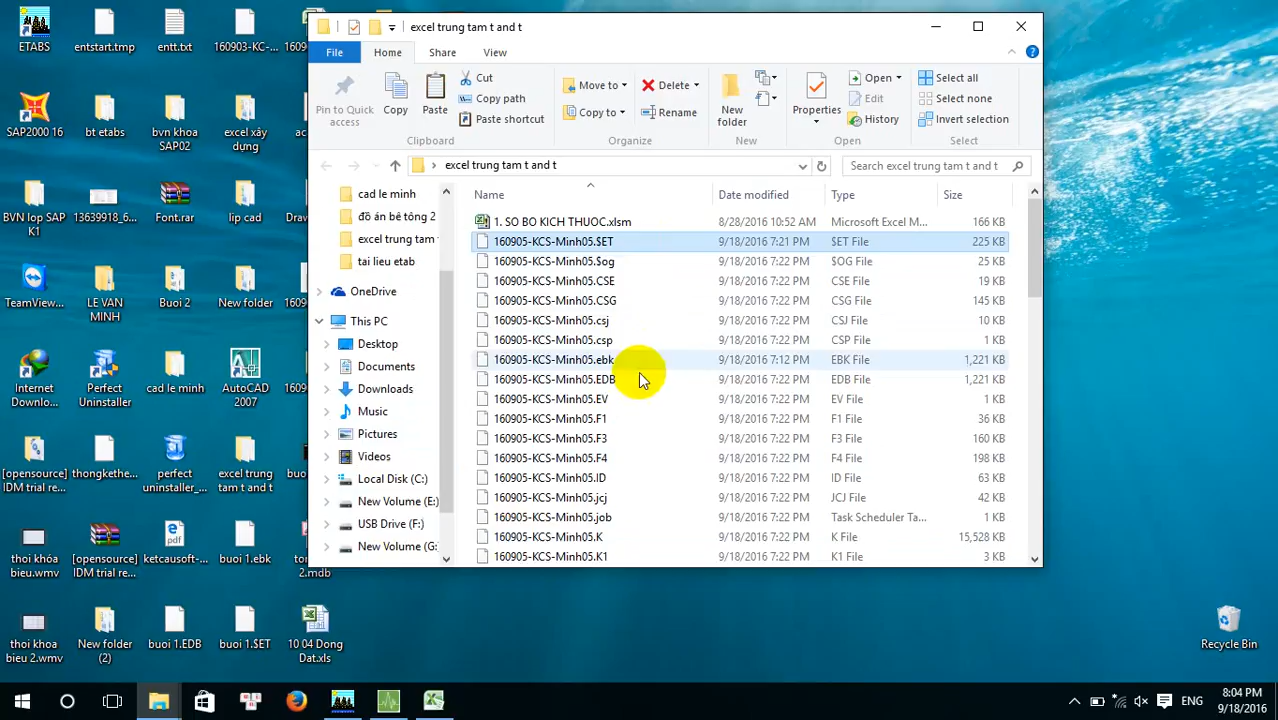 excel trung tam t and t
File
Home
Share
View
Pin to Quick access
Copy
Paste
Cut
Copy path
Paste shortcut
Clipboard
Move to
Copy to
Delete
Rename
Organize
New folder
New
Properties
Open
Edit
History
Open
Select all
Select none
Invert selection
Select
excel trung tam t and t
Search excel trung tam t and t
cad le minh
đồ án bê tông 2
excel trung tam
tai lieu etab
OneDrive
This PC
Desktop
Documents
Downloads
Music
Pictures
Videos
Local Disk (C:)
New Volume (E:)
USB Drive (F:)
New Volume (G:
Name Date modified Type Size
1. SO BO KICH THUOC.xlsm 8/28/2016 10:52 AM Microsoft Excel M... 166 KB
160905-KCS-Minh05.$ET 9/18/2016 7:21 PM $ET File 225 KB
160905-KCS-Minh05.$og 9/18/2016 7:22 PM $OG File 25 KB
160905-KCS-Minh05.CSE 9/18/2016 7:22 PM CSE File 19 KB
160905-KCS-Minh05.CSG 9/18/2016 7:22 PM CSG File 145 KB
160905-KCS-Minh05.csj 9/18/2016 7:22 PM CSJ File 10 KB
160905-KCS-Minh05.csp 9/18/2016 7:22 PM CSP File 1 KB
160905-KCS-Minh05.ebk 9/18/2016 7:12 PM EBK File 1,221 KB
160905-KCS-Minh05.EDB 9/18/2016 7:22 PM EDB File 1,221 KB
160905-KCS-Minh05.EV 9/18/2016 7:22 PM EV File 1 KB
160905-KCS-Minh05.F1 9/18/2016 7:22 PM F1 File 36 KB
160905-KCS-Minh05.F3 9/18/2016 7:22 PM F3 File 160 KB
160905-KCS-Minh05.F4 9/18/2016 7:22 PM F4 File 198 KB
160905-KCS-Minh05.ID 9/18/2016 7:22 PM ID File 63 KB
160905-KCS-Minh05.jcj 9/18/2016 7:22 PM JCJ File 42 KB
160905-KCS-Minh05.job 9/18/2016 7:22 PM Task Scheduler Ta... 1 KB
160905-KCS-Minh05.K 9/18/2016 7:22 PM K File 15,528 KB
160905-KCS-Minh05.K1 9/18/2016 7:22 PM K1 File 3 KB
ETABS
entstart.tmp
entt.txt
160903-KC-...
SAP2000 16
bt etabs
bvn khoa SAP02
excel xây dựng
BVN lop SAP K1
13639918_6...
Font.rar
lip cad
TeamView...
LE VAN MINH
Buoi 2
New folder
Internet Downlo...
Perfect Uninstaller
cad le minh
AutoCAD 2007
[opensource] IDM trial re...
thongkethe...
perfect uninstaller_...
excel trung tam t and t
thoi khóa bieu.wmv
[opensource] IDM trial re...
ketcausoft-...
buoi 1.ebk
2.mdb
thoi khoa bieu 2.wmv
New folder (2)
buoi 1.EDB
buoi 1.$ET
10 04 Dong Dat.xls
Recycle Bin
ENG
8:04 PM
9/18/2016